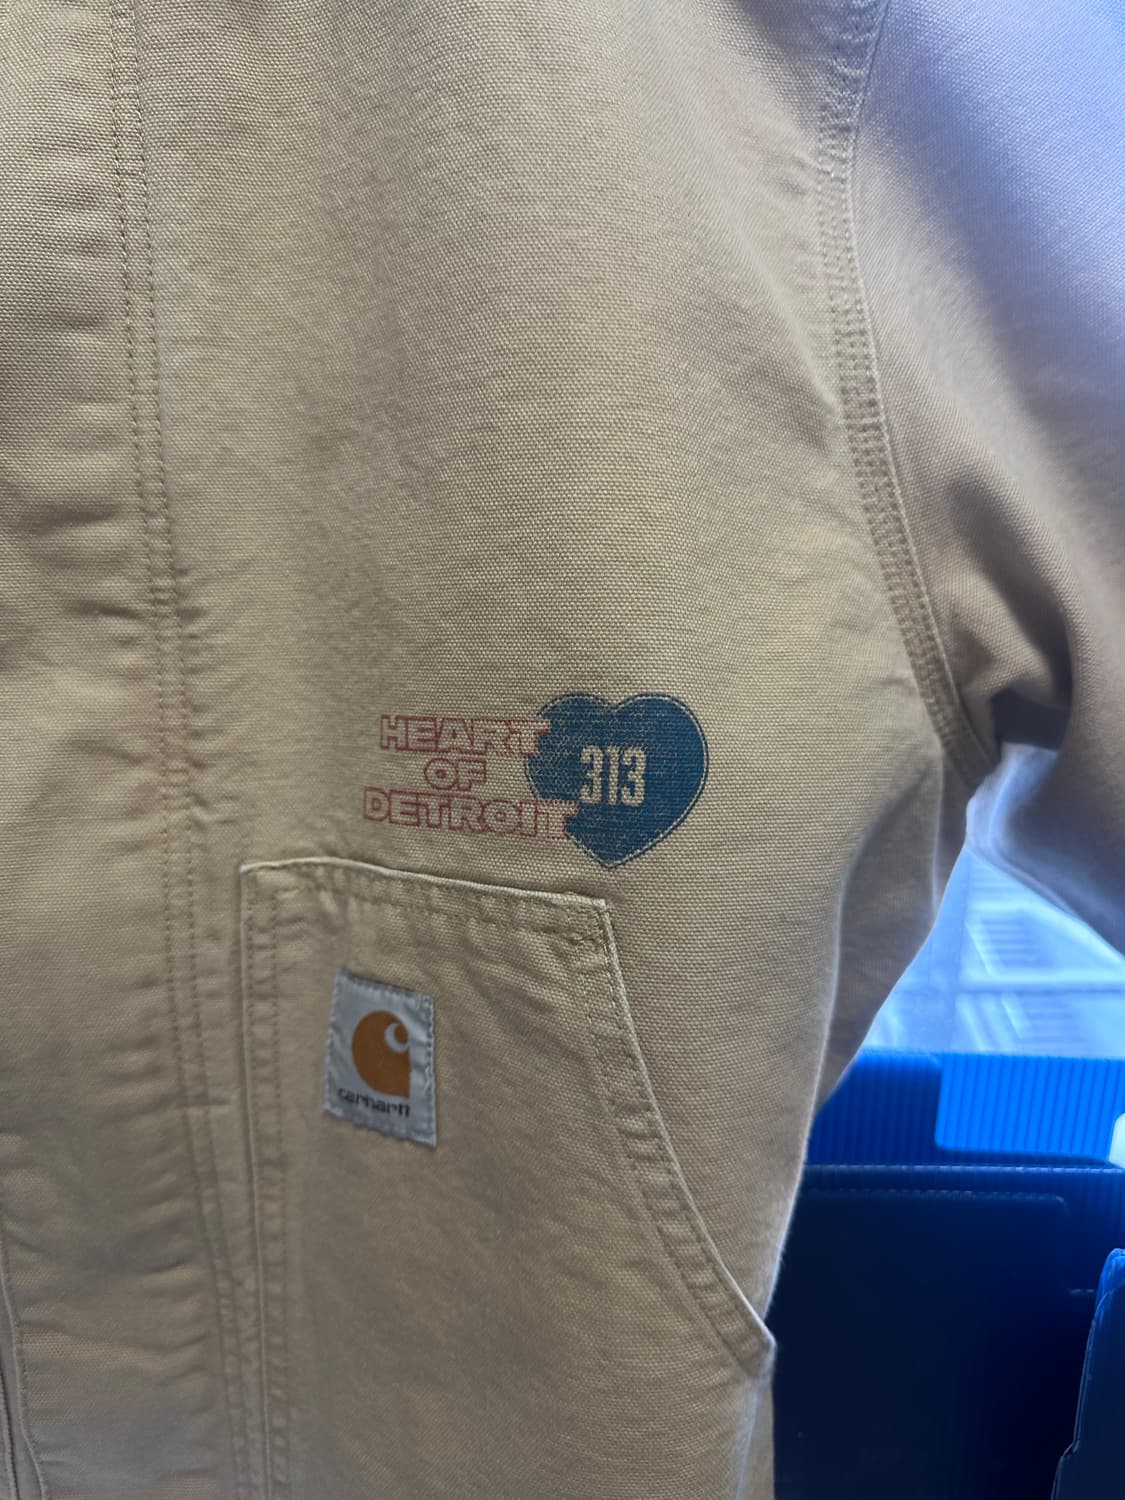 HEART
OF
DETROIT
313
carhartt